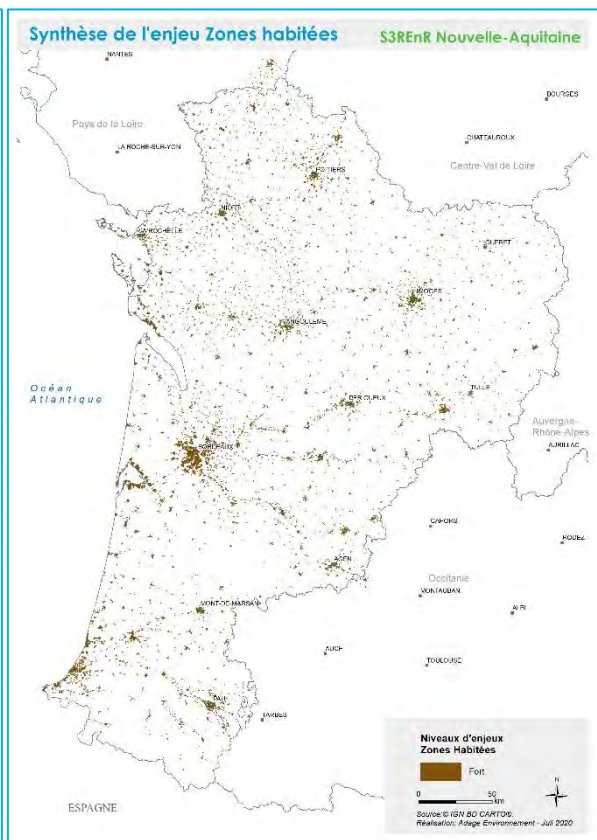 Synthèse de l'enjeu Zones habitées
S3REnR Nouvelle-Aquitaine
NANTES
BOURGES
Pays de la Loire
LA ROCHE-SUR-YON
CHATEAUROUX
Centre-Val de Loire
POITIERS
NIORT
LA ROCHELLE
GUERET
LIMOGES
ANGOULEME
Océan
Atlantique
PERIGUEUX
TULLE
Auvergne-
Rhône-Alpes
AURILLAC
BORDEAUX
CAHORS
RODEZ
AGEN
Occitanie
MONTAUBAN
ALBI
MONT-DE-MARSAN
AUCH
TOULOUSE
PAU
TARBES
ESPAGNE
Niveaux d'enjeux
Zones Habitées
Fort
N
0 50
km
Source:© IGN BD CARTO®.
Réalisation: Adage Environnement - Juil 2020